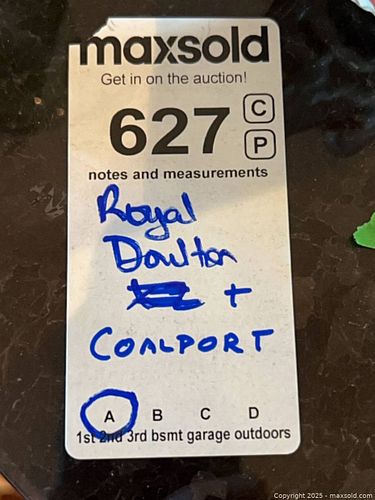 maxsold
Get in on the auction!
627 C
P
notes and measurements
Royal
Doulton
+
COALPORT
A B C D
1st 2nd 3rd bsmt garage outdoors
Copyright 2025 - maxsold.com